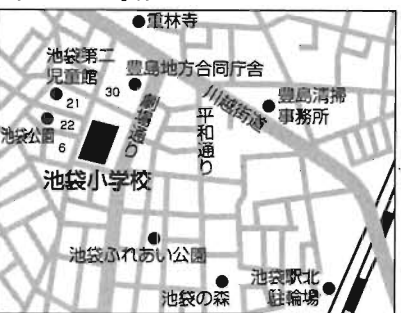 重林寺
池袋第二
児童館
豊島地方合同庁舎
30
21
川越街道
豊島清掃
事務所
劇場通り
平和通り
池袋公園
22
6
池袋小学校
池袋ふれあい公園
池袋の森
池袋駅北
駐輪場